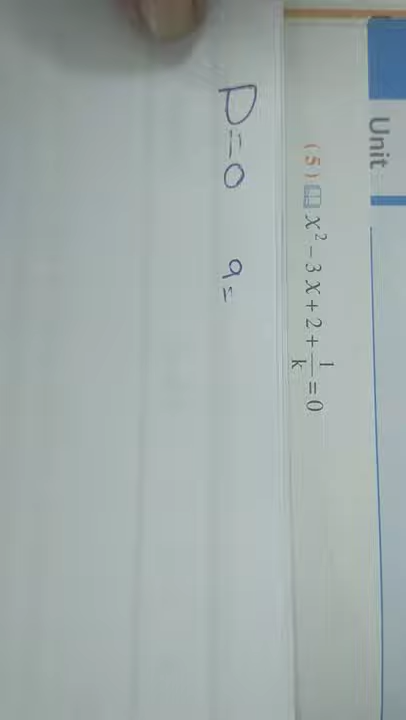 Unit
(5) x² - 3x + 2 + 1/k = 0
D=0 a=